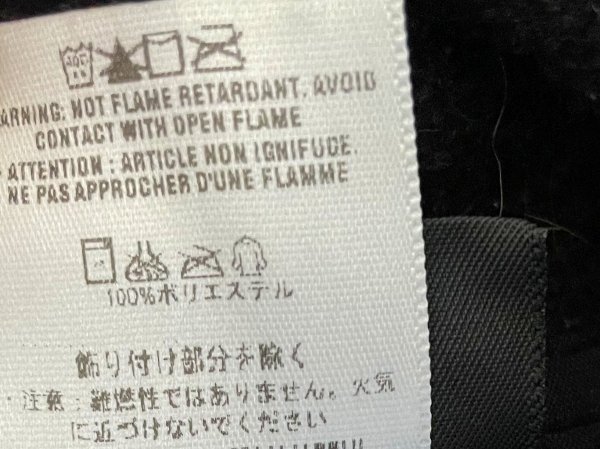 ARNING: NOT FLAME RETARDANT. AVOID
CONTACT WITH OPEN FLAME
ATTENTION : ARTICLE NON IGNIFUGE.
NE PAS APPROCHER D'UNE FLAMME
100%ポリエステル
飾り付け部分を除く
・注意:難燃性ではありません。火気
に近づけないでください